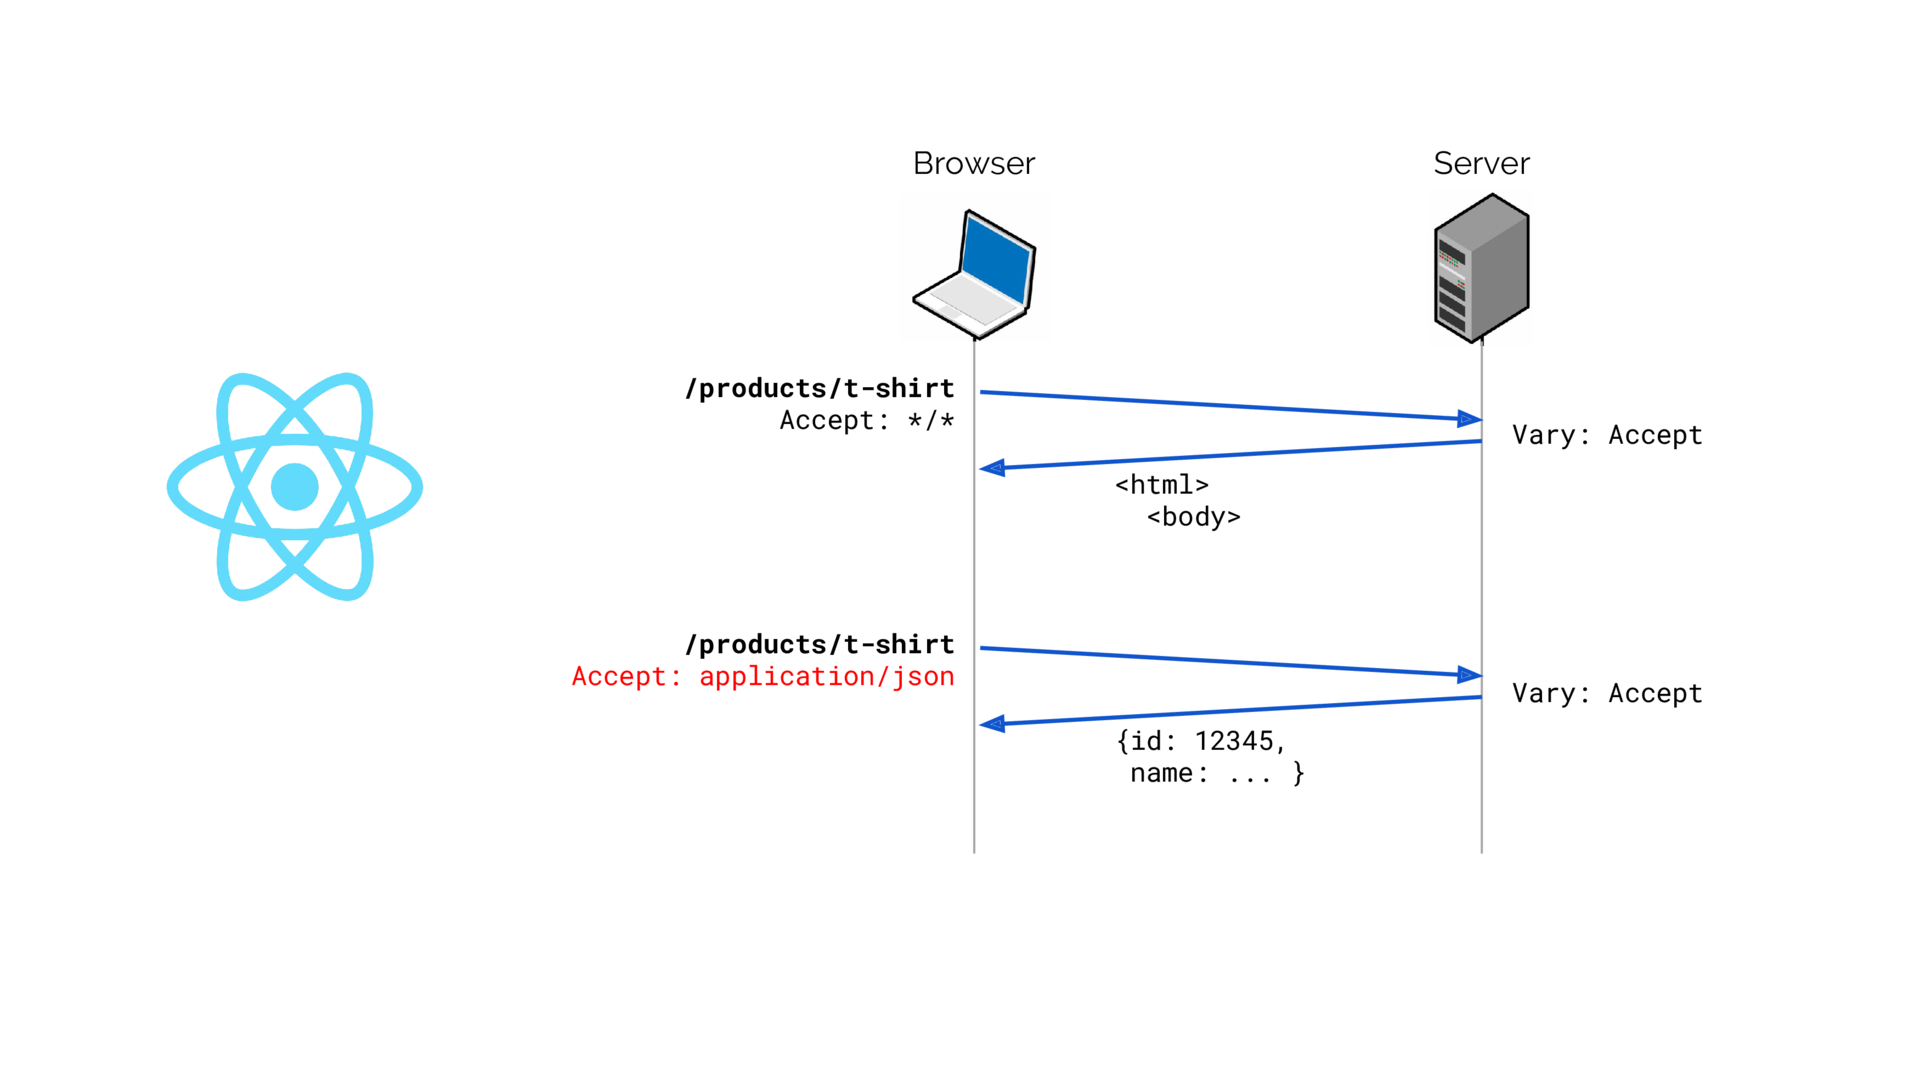 Browser
Server
/products/t-shirt
Accept: */*
Vary: Accept
<html>
<body>
/products/t-shirt
Accept: application/json
Vary: Accept
{id: 12345,
name: ... }